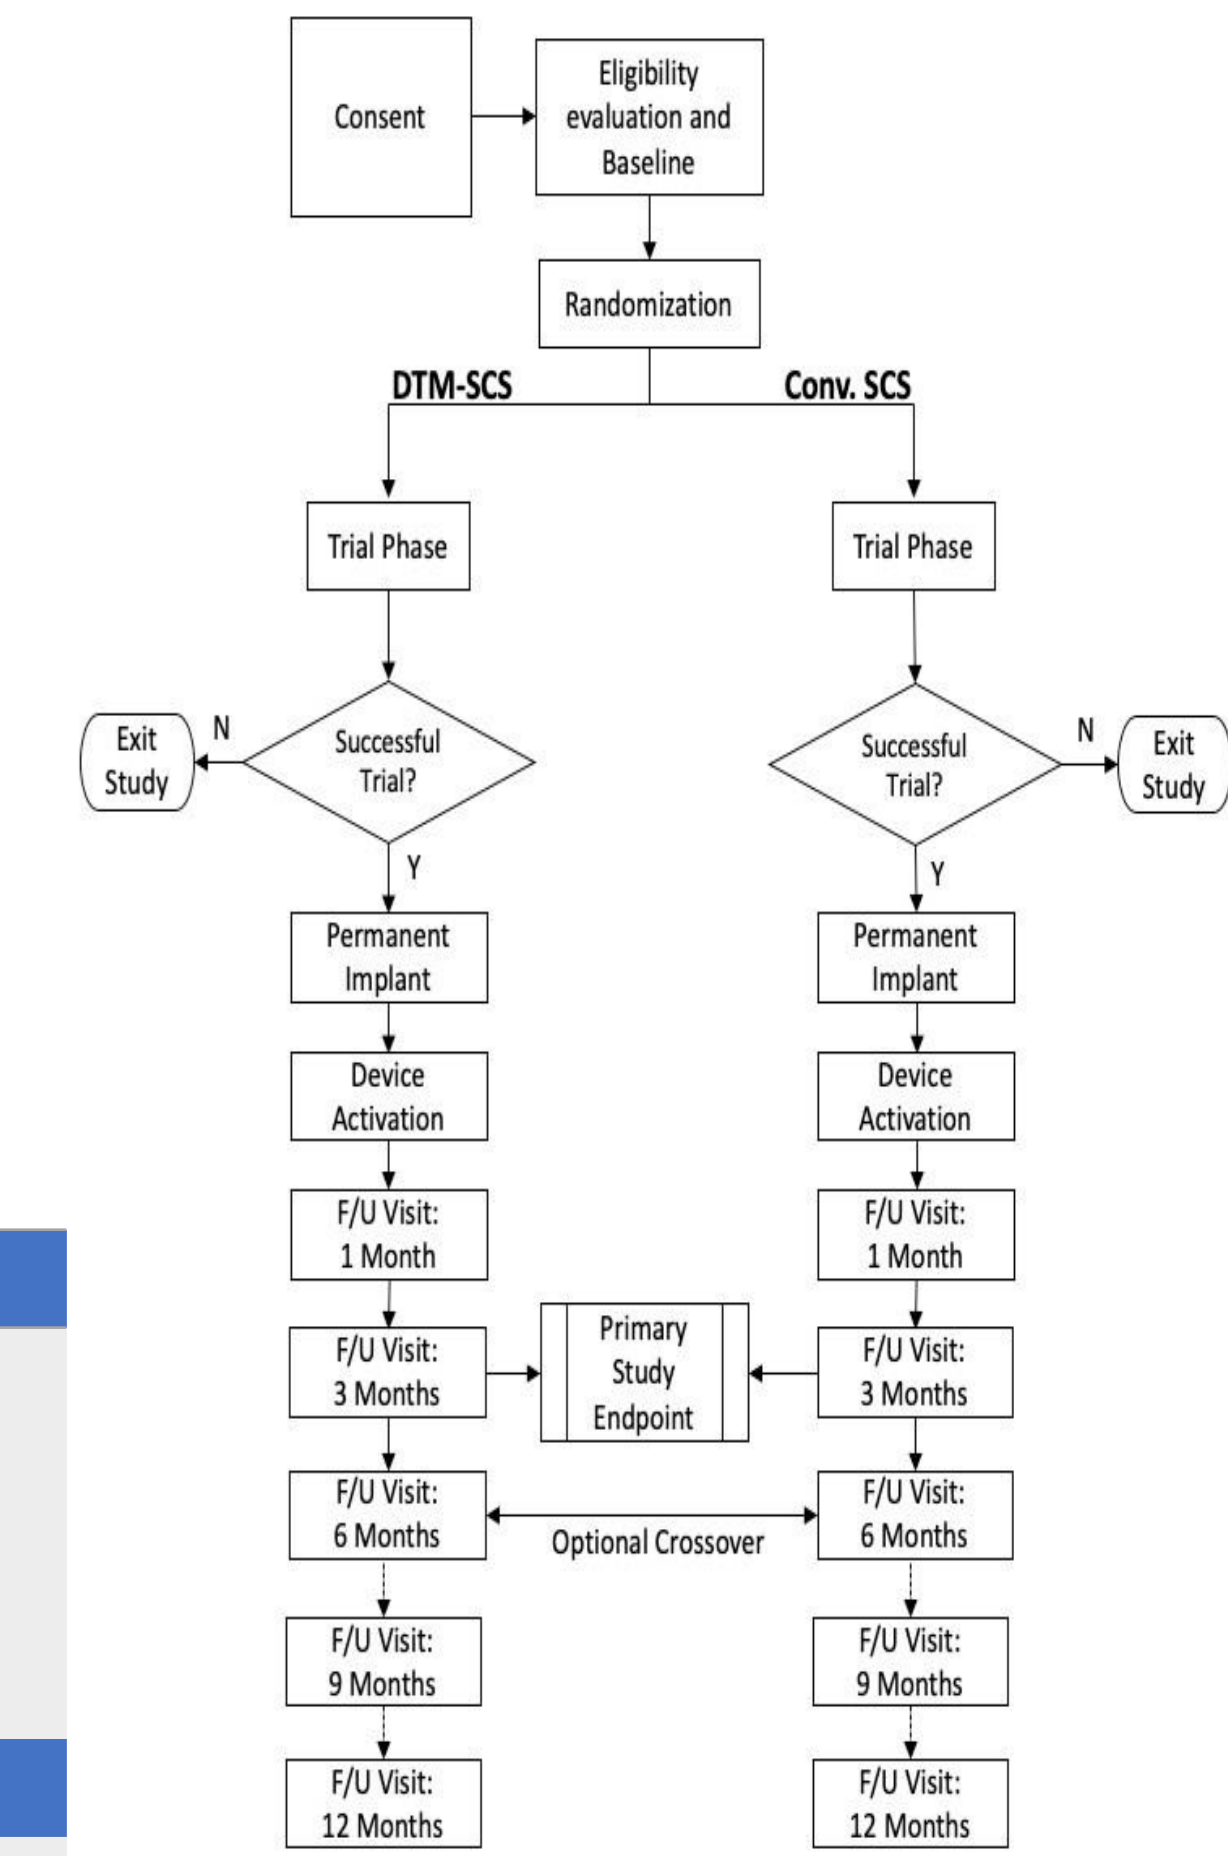 Consent
Eligibility
evaluation and
Baseline
Randomization
DTM-SCS
Conv. SCS
Trial Phase
Trial Phase
Successful
Trial?
N
Exit
Study
Successful
Trial?
N
Exit
Study
Y
Y
Permanent
Implant
Permanent
Implant
Device
Activation
Device
Activation
F/U Visit:
1 Month
F/U Visit:
1 Month
F/U Visit:
3 Months
Primary
Study
Endpoint
F/U Visit:
3 Months
F/U Visit:
6 Months
Optional Crossover
F/U Visit:
6 Months
F/U Visit:
9 Months
F/U Visit:
9 Months
F/U Visit:
12 Months
F/U Visit:
12 Months